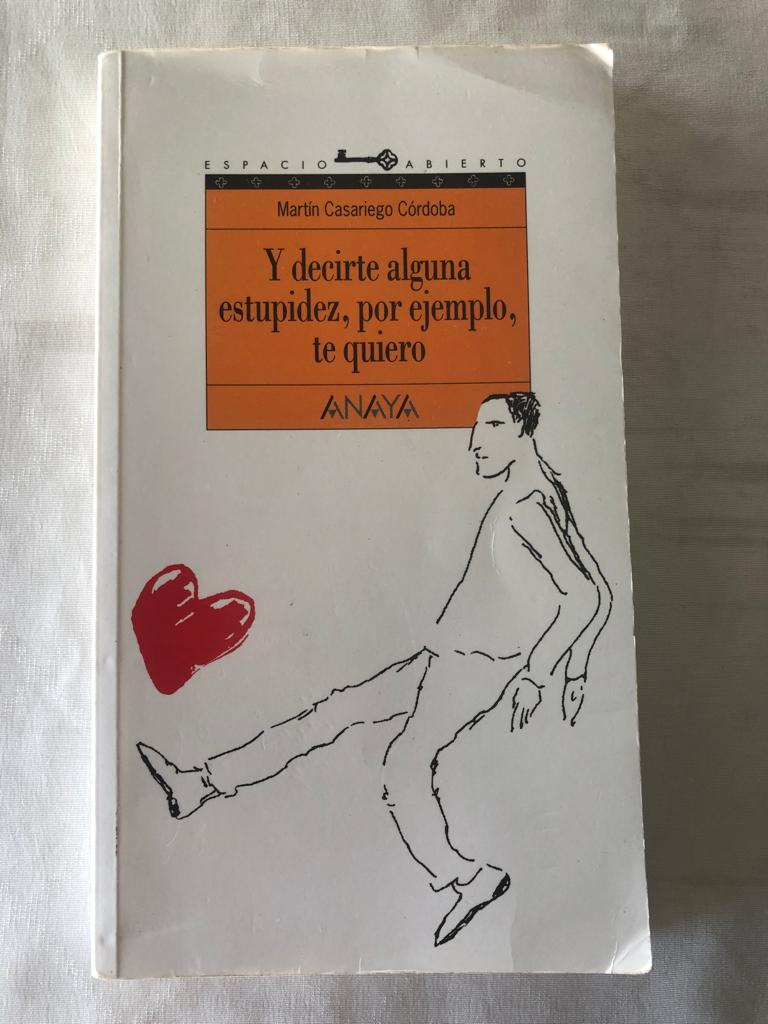 ESPACIO ABIERTO
Martín Casariego Córdoba
Y decirte alguna
estupidez, por ejemplo,
te quiero
ANAYA